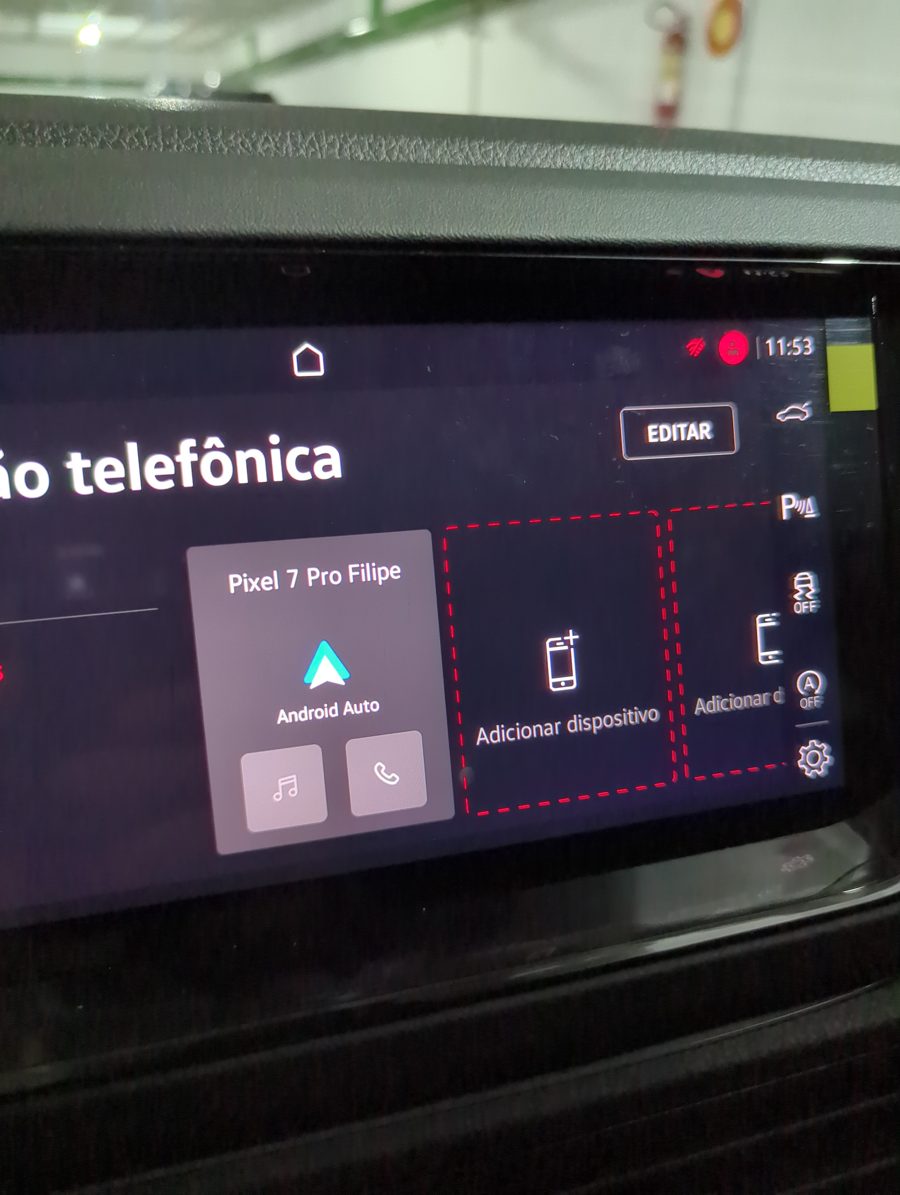 11:53
EDITAR
ão telefônica
Pixel 7 Pro Filipe
Android Auto
Adicionar dispositivo
Adicionar d
P
OFF
A
OFF